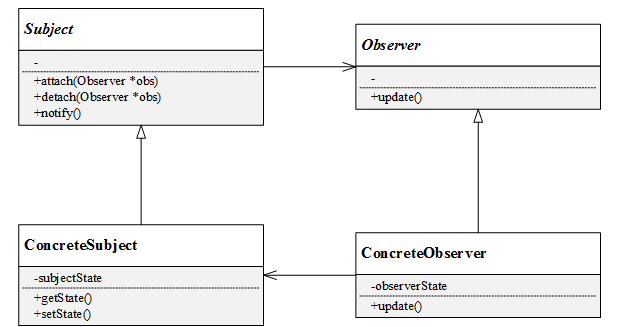 Subject
-
+attach(Observer *obs)
+detach(Observer *obs)
+notify()
Observer
-
+update()
ConcreteSubject
-subjectState
+getState()
+setState()
ConcreteObserver
-observerState
+update()